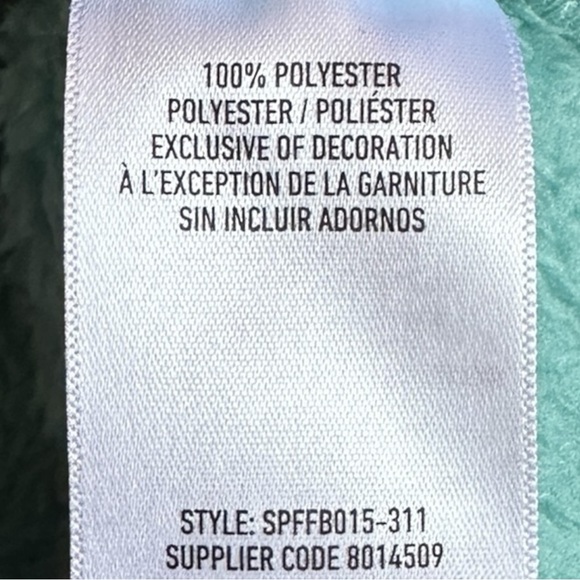 100% POLYESTER
POLYESTER / POLIÉSTER
EXCLUSIVE OF DECORATION
À L'EXCEPTION DE LA GARNITURE
SIN INCLUIR ADORNOS
STYLE: SPFFB015-311
SUPPLIER CODE 8014509